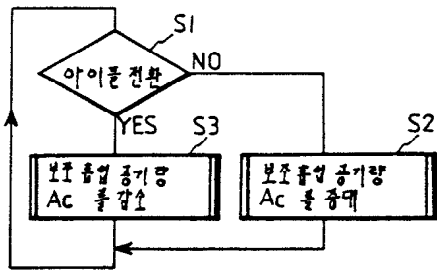 S1
아이들 전환
NO
YES
S3
보조 흡입 공기량
Ac 를 감소
S2
보조흡입 공기량
Ac 를 증대